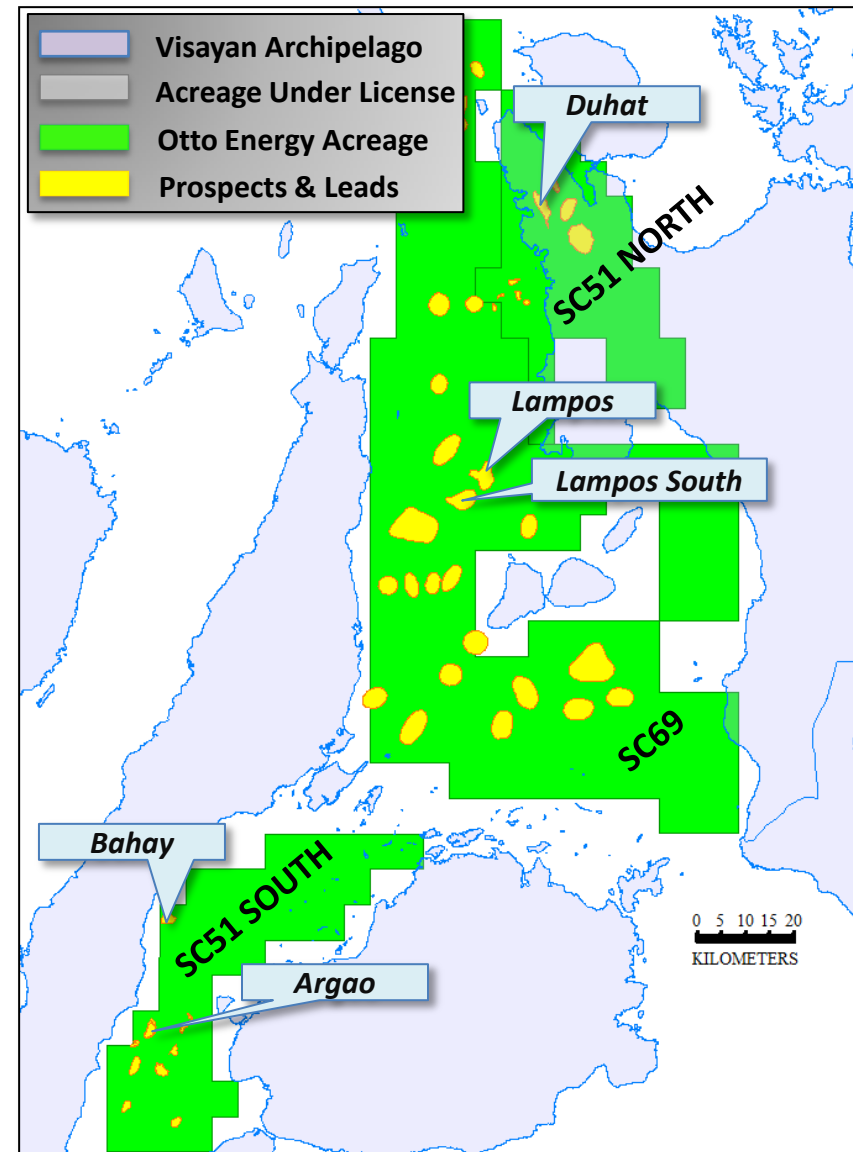 Visayan Archipelago
Acreage Under License
Otto Energy Acreage
Prospects & Leads
Duhat
SC51 NORTH
Lampos
Lampos South
SC69
Bahay
SC51 SOUTH
Argao
0 5 10 15 20
KILOMETERS